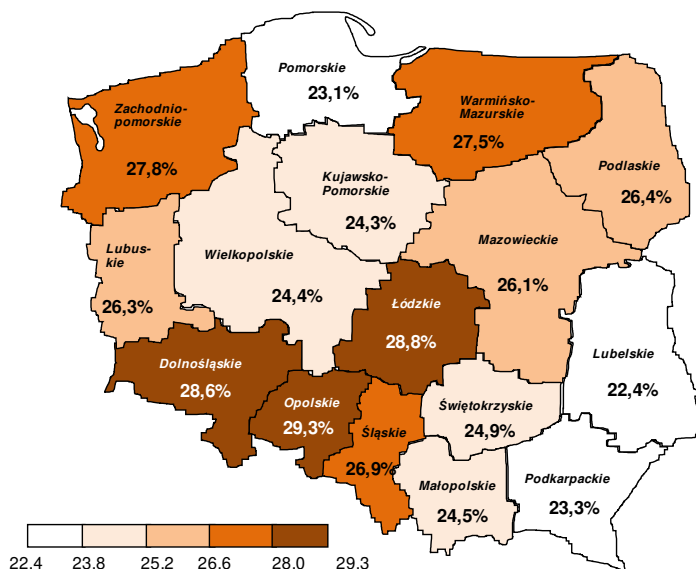 Pomorskie
23,1%
Zachodnio-
pomorskie
27,8%
Warmińsko-
Mazurskie
27,5%
Podlaskie
26,4%
Kujawsko-
Pomorskie
24,3%
Lubus-
kie
26,3%
Wielkopolskie
24,4%
Mazowieckie
26,1%
Łódzkie
28,8%
Dolnośląskie
28,6%
Lubelskie
22,4%
Opolskie
29,3%
Śląskie
26,9%
Świętokrzyskie
24,9%
Małopolskie
24,5%
Podkarpackie
23,3%
22.4 23.8 25.2 26.6 28.0 29.3